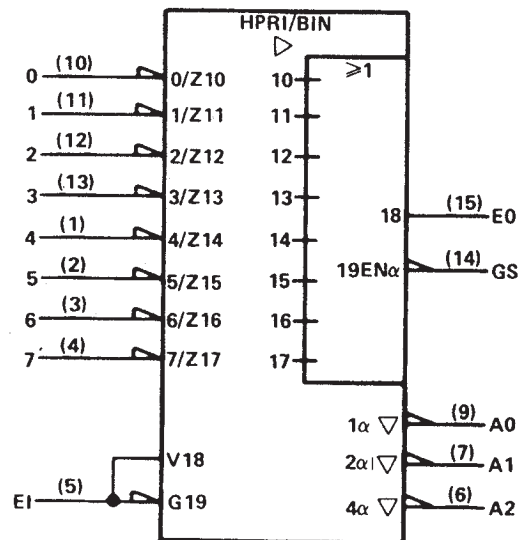 HPRI/BIN
▷
⩾1
0 (10) 0/Z10 10
1 (11) 1/Z11 11
2 (12) 2/Z12 12
3 (13) 3/Z13 13
4 (1) 4/Z14 14
5 (2) 5/Z15 15
6 (3) 6/Z16 16
7 (4) 7/Z17 17
18 (15) E0
19ENα (14) GS
1α ▽ (9) A0
2α ▽ (7) A1
4α ▽ (6) A2
V18
EI (5) G19